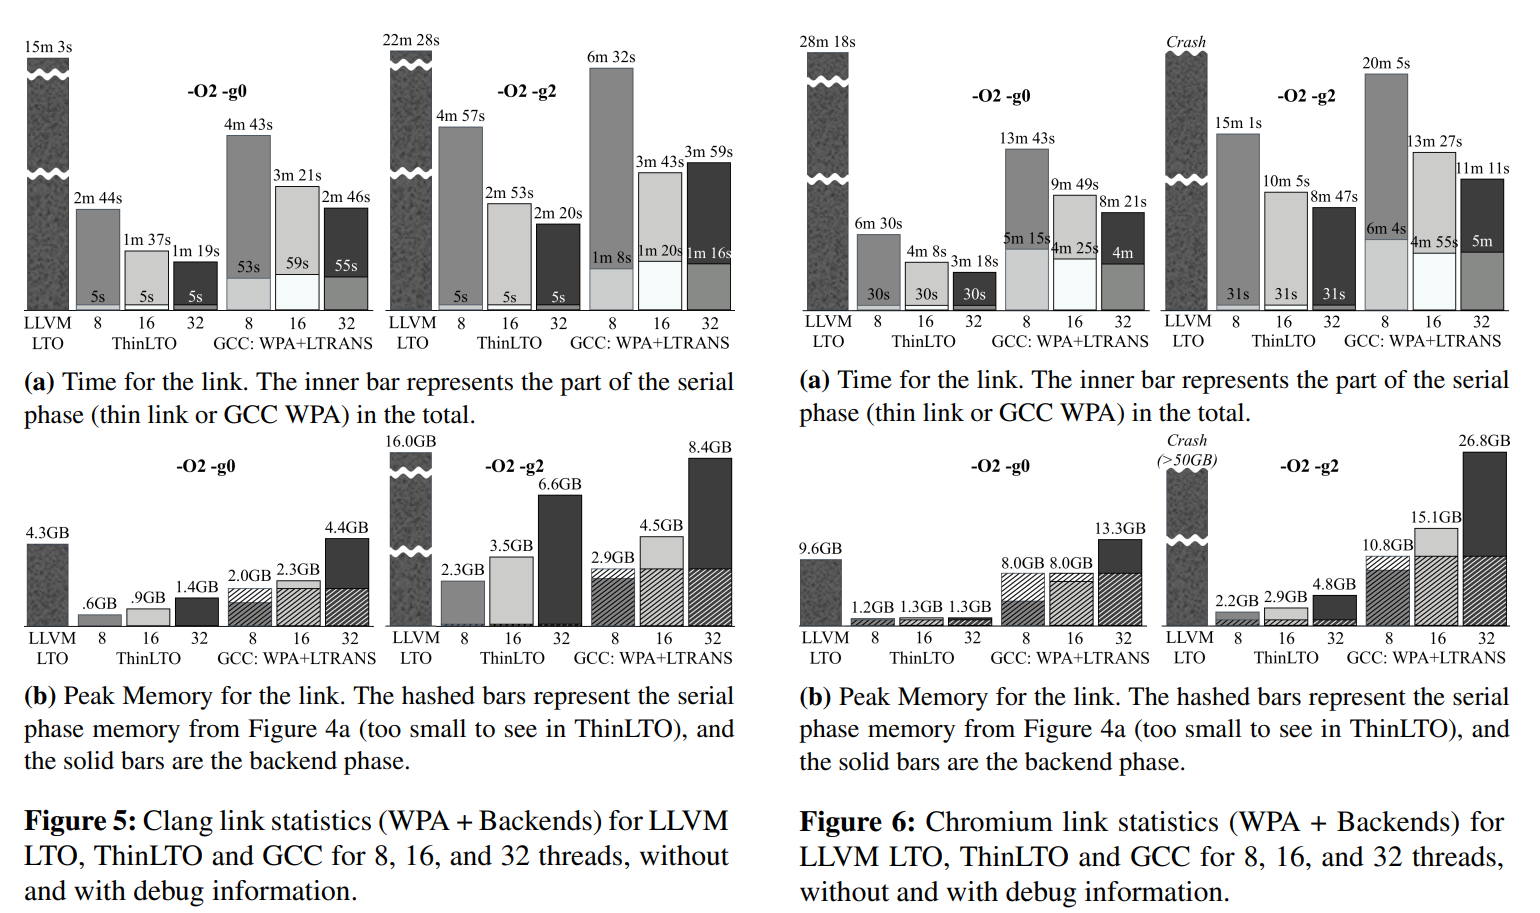 15m 3s
-O2 -g0
2m 44s
1m 37s
1m 19s
4m 43s
3m 21s
2m 46s
5s
5s
5s
53s
59s
55s
LLVM 8 16 32 8 16 32
LTO ThinLTO GCC: WPA+LTRANS
22m 28s
-O2 -g2
4m 57s
2m 53s
2m 20s
6m 32s
3m 43s
3m 59s
5s
5s
5s
1m 8s
1m 20s
1m 16s
LLVM 8 16 32 8 16 32
LTO ThinLTO GCC: WPA+LTRANS
(a) Time for the link. The inner bar represents the part of the serial
phase (thin link or GCC WPA) in the total.
4.3GB
-O2 -g0
.6GB
.9GB
1.4GB
2.0GB
2.3GB
4.4GB
LLVM 8 16 32 8 16 32
LTO ThinLTO GCC: WPA+LTRANS
16.0GB
-O2 -g2
2.3GB
3.5GB
6.6GB
2.9GB
4.5GB
8.4GB
LLVM 8 16 32 8 16 32
LTO ThinLTO GCC: WPA+LTRANS
(b) Peak Memory for the link. The hashed bars represent the serial
phase memory from Figure 4a (too small to see in ThinLTO), and
the solid bars are the backend phase.
Figure 5: Clang link statistics (WPA + Backends) for LLVM
LTO, ThinLTO and GCC for 8, 16, and 32 threads, without
and with debug information.
28m 18s
-O2 -g0
6m 30s
4m 8s
3m 18s
13m 43s
9m 49s
8m 21s
30s
30s
30s
5m 15s
4m 25s
4m
LLVM 8 16 32 8 16 32
LTO ThinLTO GCC: WPA+LTRANS
Crash
-O2 -g2
15m 1s
10m 5s
8m 47s
20m 5s
13m 27s
11m 11s
31s
31s
31s
6m 4s
4m 55s
5m
LLVM 8 16 32 8 16 32
LTO ThinLTO GCC: WPA+LTRANS
(a) Time for the link. The inner bar represents the part of the serial
phase (thin link or GCC WPA) in the total.
9.6GB
-O2 -g0
1.2GB
1.3GB
1.3GB
8.0GB
8.0GB
13.3GB
LLVM 8 16 32 8 16 32
LTO ThinLTO GCC: WPA+LTRANS
Crash
(>50GB)
-O2 -g2
2.2GB
2.9GB
4.8GB
10.8GB
15.1GB
26.8GB
LLVM 8 16 32 8 16 32
LTO ThinLTO GCC: WPA+LTRANS
(b) Peak Memory for the link. The hashed bars represent the serial
phase memory from Figure 4a (too small to see in ThinLTO), and
the solid bars are the backend phase.
Figure 6: Chromium link statistics (WPA + Backends) for
LLVM LTO, ThinLTO and GCC for 8, 16, and 32 threads,
without and with debug information.